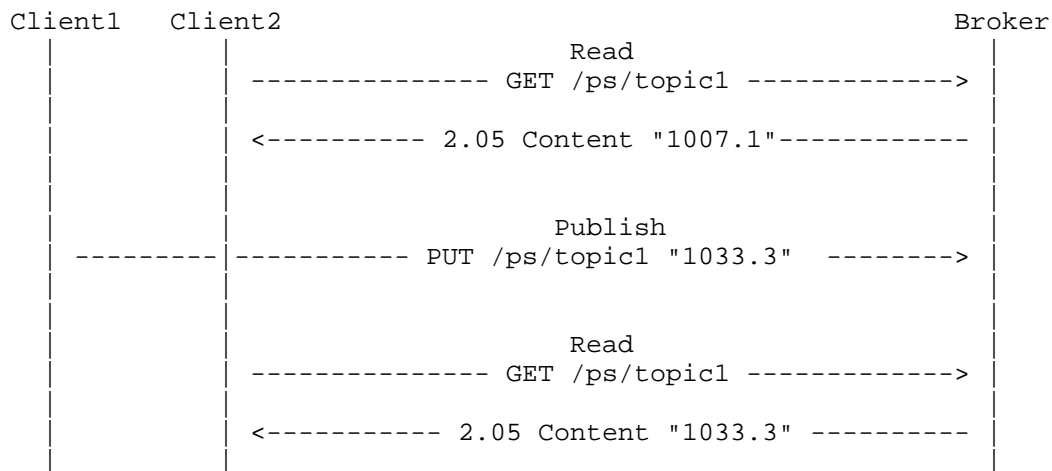 Client1 Client2 Broker
Read
--------------- GET /ps/topic1 ------------->
<---------- 2.05 Content "1007.1"------------
Publish
---------|----------- PUT /ps/topic1 "1033.3" -------->
Read
--------------- GET /ps/topic1 ------------->
<----------- 2.05 Content "1033.3" ----------